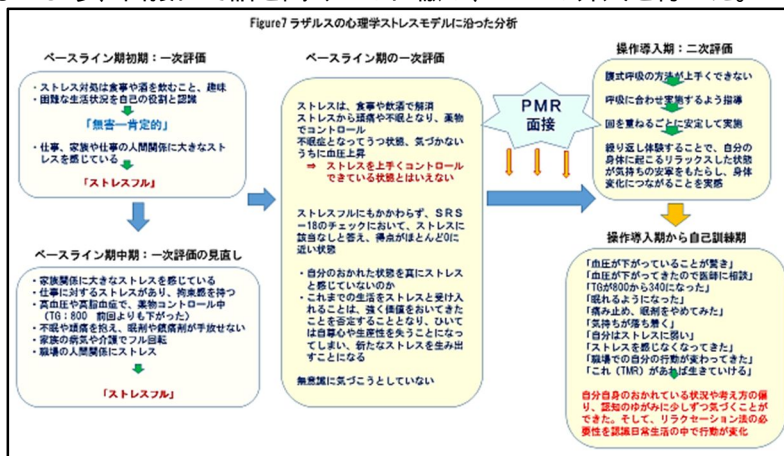 Figure7 ラザルスの心理学ストレスモデルに沿った分析
ベースライン期初期：一次評価
・ストレス対処は食事や酒を飲むこと、趣味
・困難な生活状況を自己の役割と認識
「無害－肯定的」
・仕事、家族や仕事の人間関係に大きなストレスを感じている
「ストレスフル」
ベースライン期中期：一次評価の見直し
・家族関係に大きなストレスを感じている
・仕事に対するストレスがあり、拘束感を持つ
・高血圧や高脂血症で、薬物コントロール中
（TG：800 前回よりも下がった）
・不眠や頭痛を抱え、眠剤や鎮痛剤が手放せない
・家族の病気や介護でフル回転
・職場の人間関係にストレス
「ストレスフル」
ベースライン期の一次評価
ストレスは、食事や飲酒で解消
ストレスから頭痛や不眠となり、薬物
でコントロール
不眠症となってうつ状態、気づかない
うちに血圧上昇
⇒ ストレスを上手くコントロール
できている状態とはいえない
ストレスフルにもかかわらず、ＳＲＳ
－18のチェックにおいて、ストレスに
該当なしと答え、得点がほとんど0に
近い状態
・自分のおかれた状態を真にストレス
と感じていないのか
・これまでの生活をストレスと受け入
れることは、強く価値をおいてきた
ことを否定することとなり、ひいて
は自尊心や生産性を失うことになっ
てしまい、新たなストレスを生み出
すことになる
無意識に気づこうとしていない
ＰＭＲ
面接
操作導入期：二次評価
腹式呼吸の方法が上手くできない
呼吸に合わせ実施するよう指導
回を重ねるごとに安定して実施
繰り返し体験することで、自分の
身体に起こるリラックスした状態
が気持ちの安寧をもたらし、身体
変化につながることを実感
操作導入期から自己訓練期
「血圧が下がっていることが驚き」
「血圧が下がってきたので医師に相談」
「TGが800から340になった」
「眠れるようになった」
「痛み止め、眠剤をやめてみた」
「気持ちが落ち着く」
「自分はストレスに弱い」
「ストレスを感じなくなってきた」
「職場での自分の行動が変わってきた」
「これ（TMR）があれば生きていける」
自分自身のおかれている状況や考え方の偏
り、認知のゆがみに少しずつ気づくことが
できた。そして、リラクセーション法の必
要性を認識日常生活の中で行動が変化